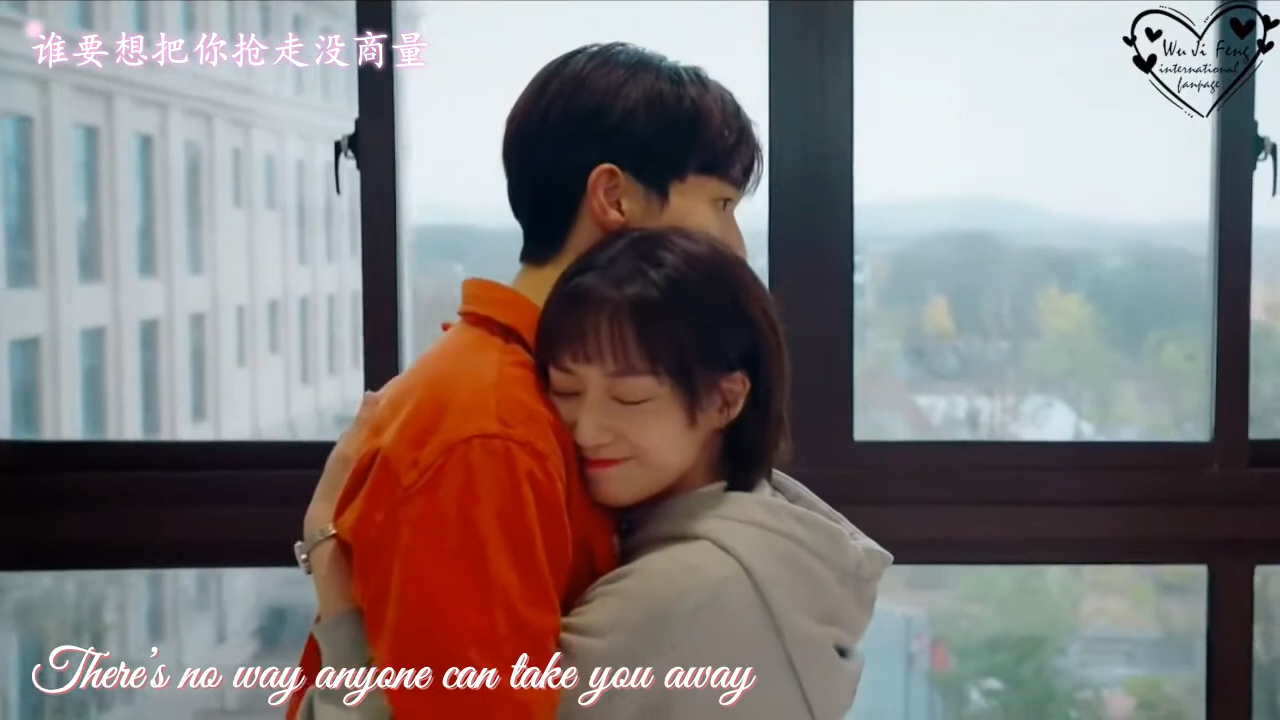 谁要想把你抢走没商量
Wu Ji Feng
international
fanpage
There's no way anyone can take you away